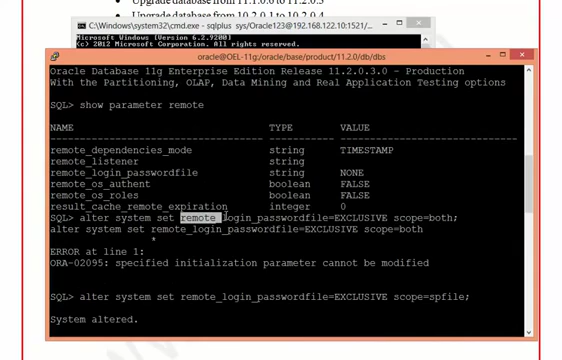 Upgrade database from 11.1.0.6 to 11.2.0.3
Upgrade database from 10.2.0.1 to 10.2.0.4
C:\Windows\system32\cmd.exe - sqlplus sys/Oracle123@192.168.122.10:1521/...
Microsoft Windows [Version 6.2.9200]
(c) 2012 Microsoft Corporation. All rights reserved.
oracle@OEL-11g:/oracle/base/product/11.2.0/db/dbs
Oracle Database 11g Enterprise Edition Release 11.2.0.3.0 - Production
With the Partitioning, OLAP, Data Mining and Real Application Testing options
SQL> show parameter remote
NAME TYPE VALUE
------------------------------------ ----------- ------------------------------
remote_dependencies_mode string TIMESTAMP
remote_listener string
remote_login_passwordfile string NONE
remote_os_authent boolean FALSE
remote_os_roles boolean FALSE
result_cache_remote_expiration integer 0
SQL> alter system set remote_login_passwordfile=EXCLUSIVE scope=both;
alter system set remote_login_passwordfile=EXCLUSIVE scope=both
*
ERROR at line 1:
ORA-02095: specified initialization parameter cannot be modified
SQL> alter system set remote_login_passwordfile=EXCLUSIVE scope=spfile;
System altered.